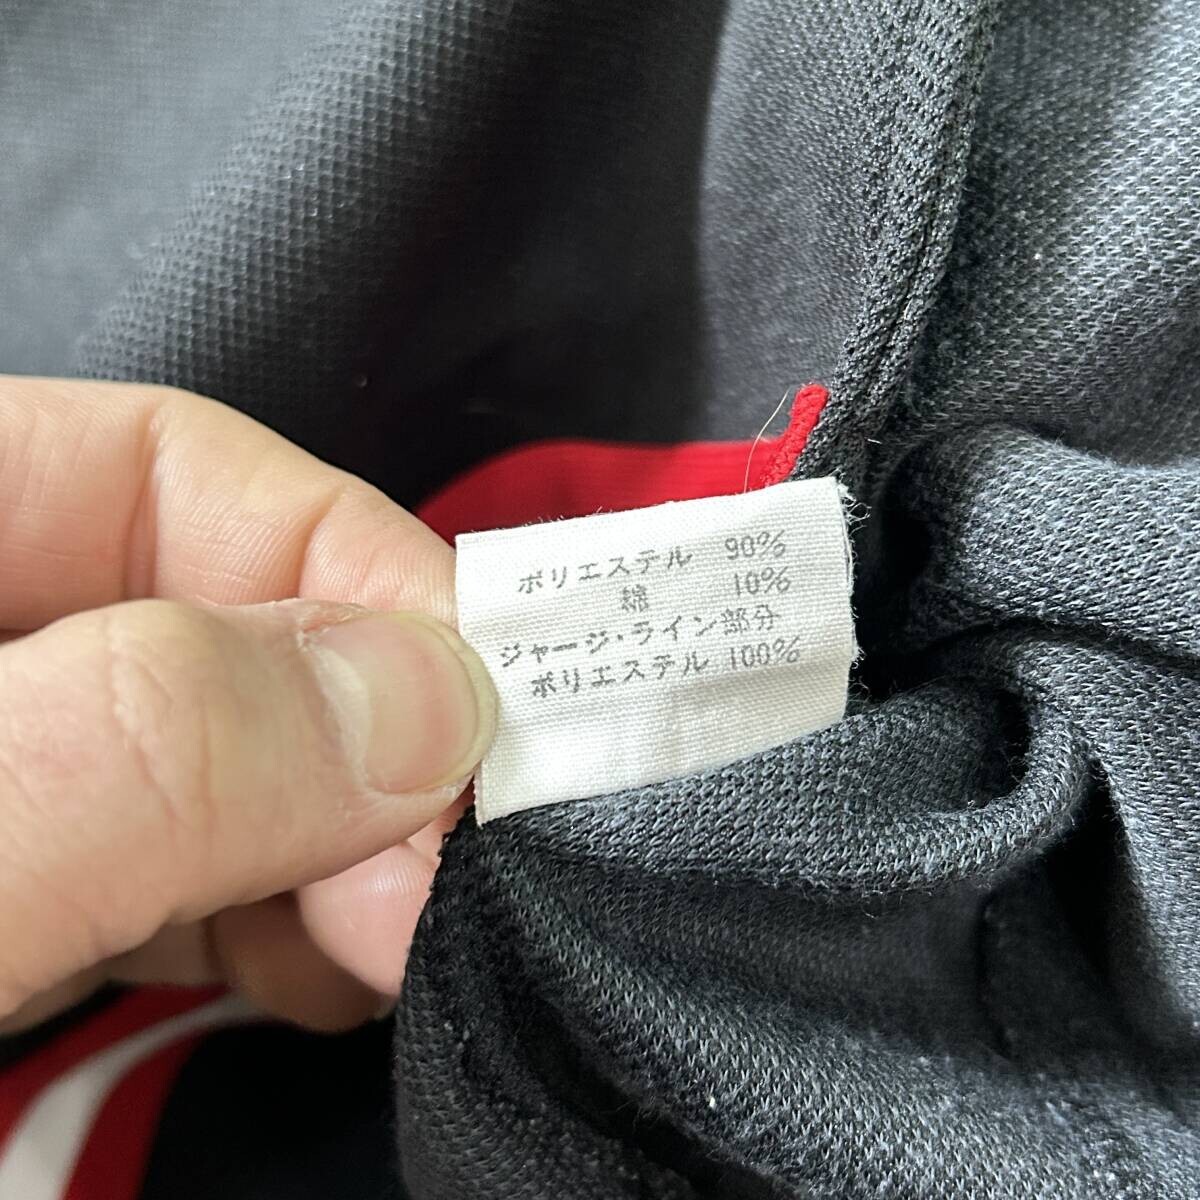 ポリエステル 90%
綿 10%
ジャージ・ライン部分
ポリエステル 100%